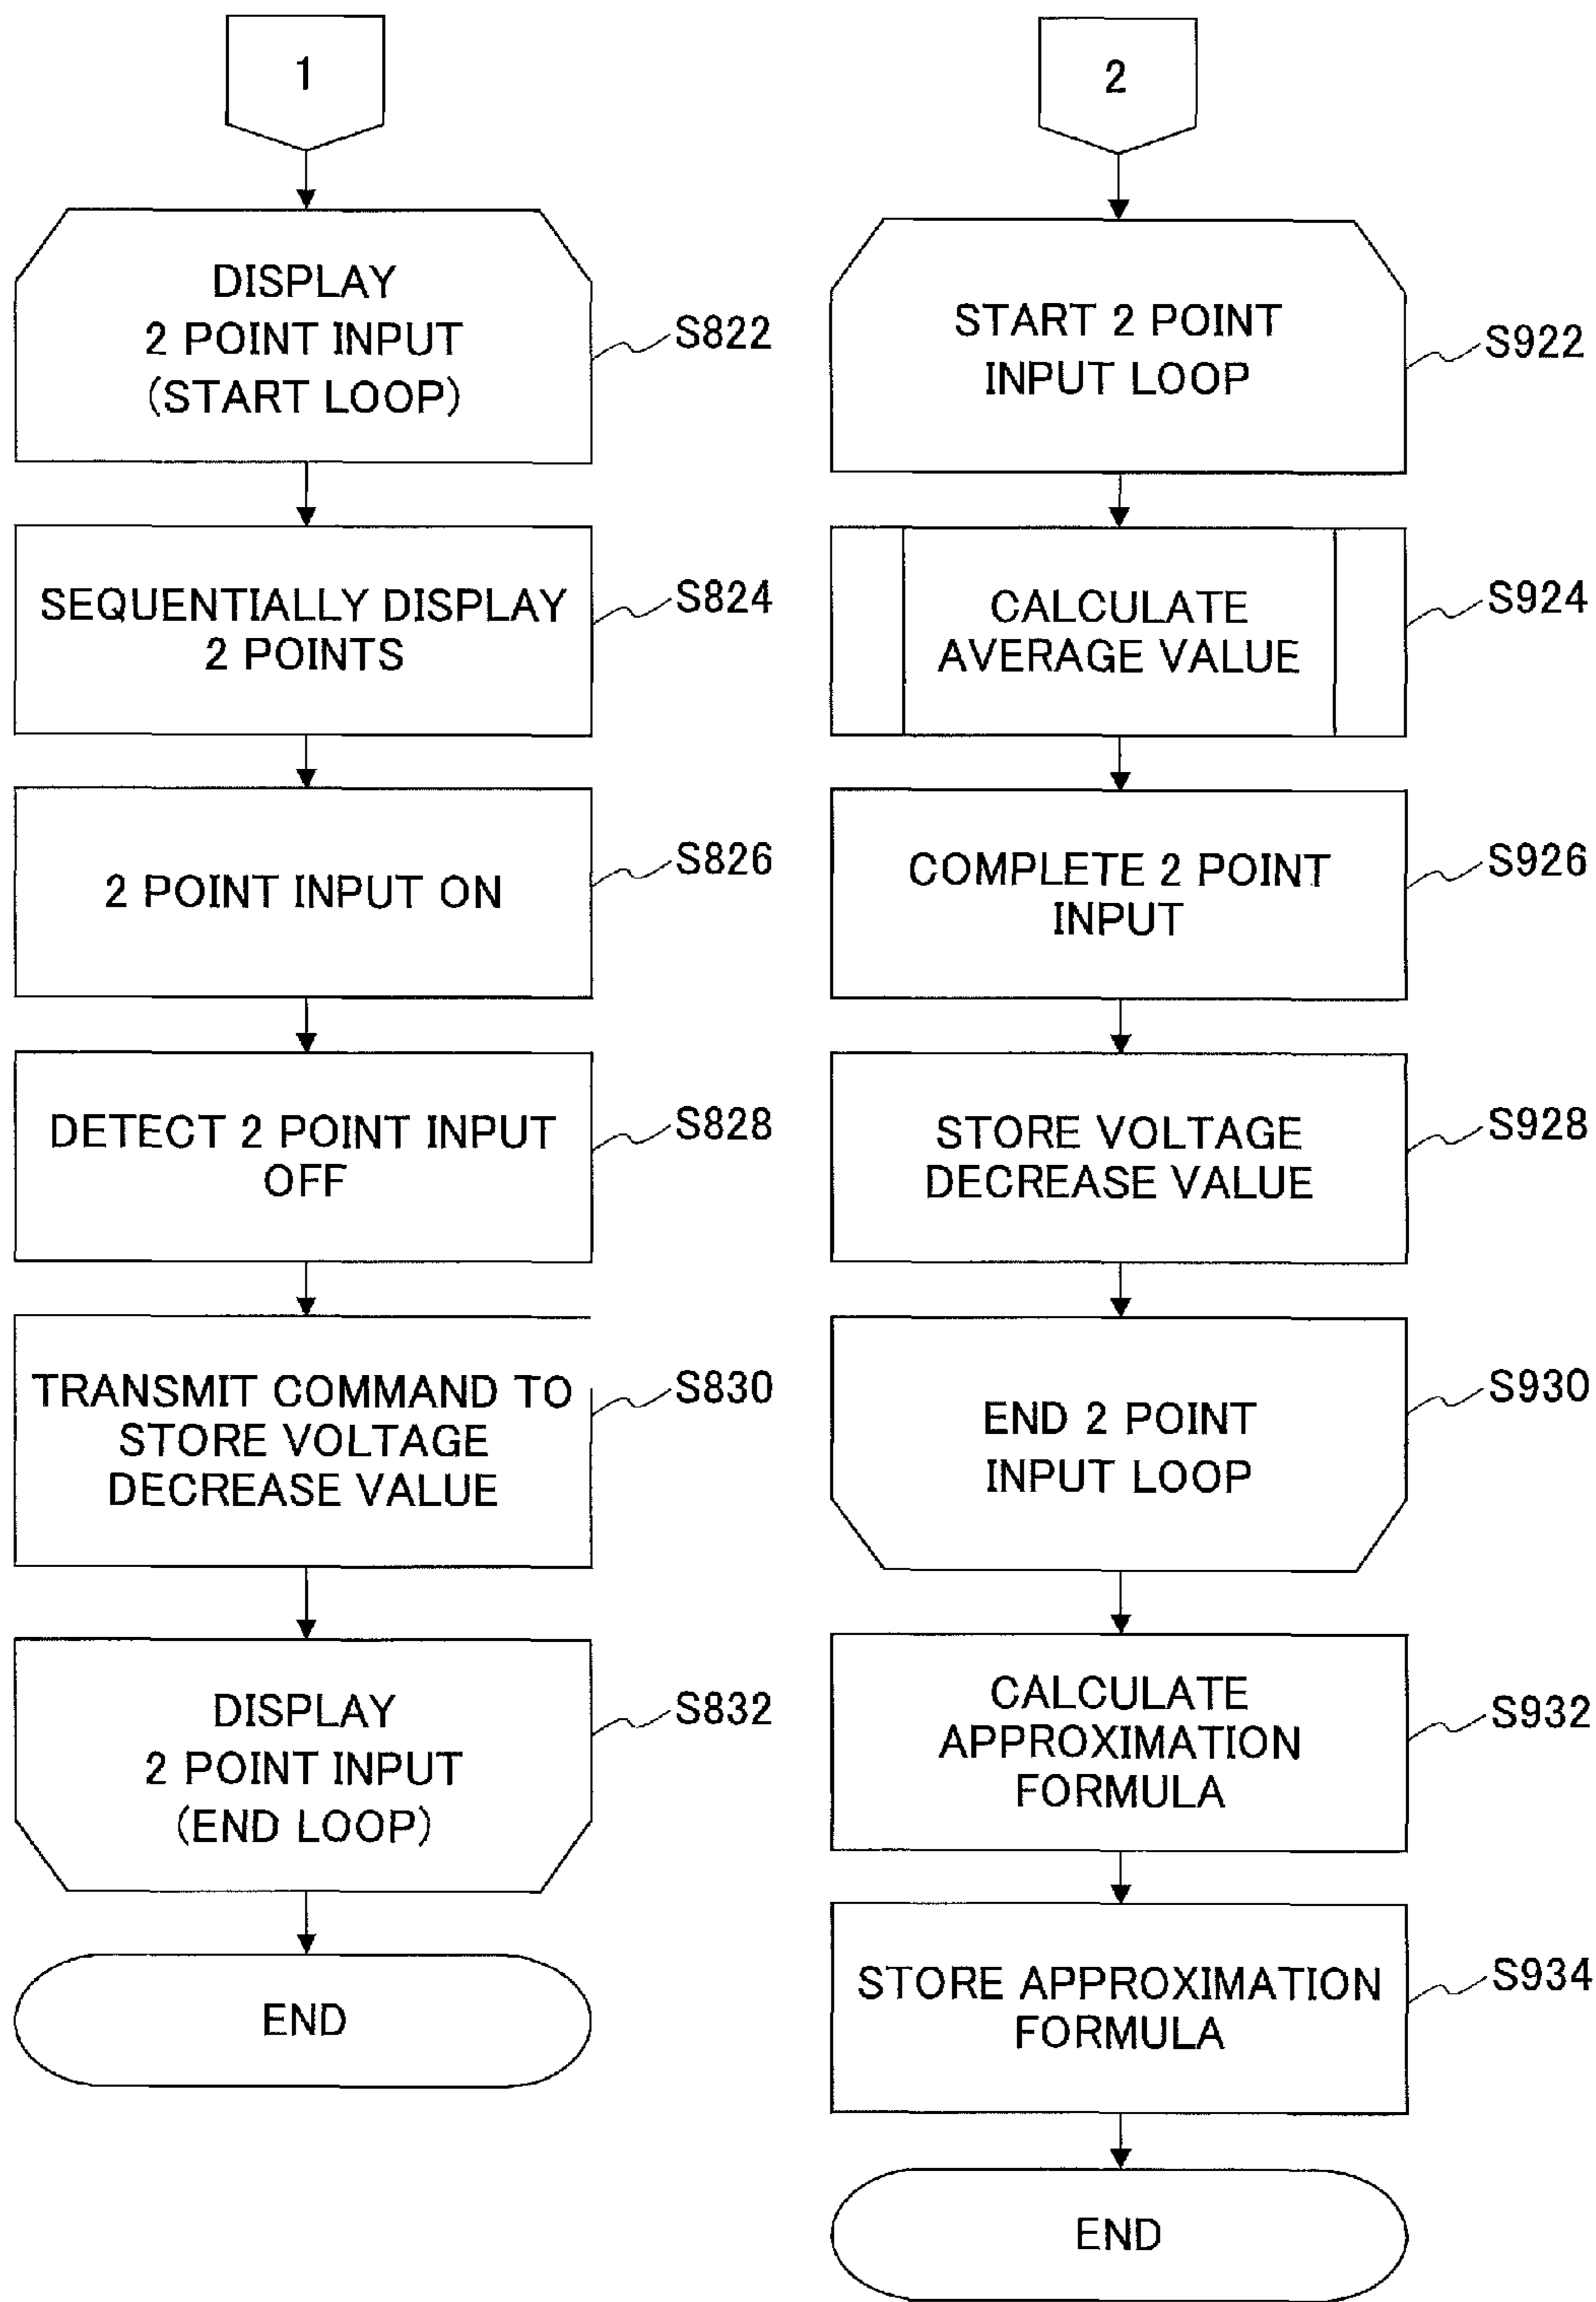 1
DISPLAY
2 POINT INPUT
(START LOOP)
S822
SEQUENTIALLY DISPLAY
2 POINTS
S824
2 POINT INPUT ON
S826
DETECT 2 POINT INPUT
OFF
S828
TRANSMIT COMMAND TO
STORE VOLTAGE
DECREASE VALUE
S830
DISPLAY
2 POINT INPUT
(END LOOP)
S832
END
2
START 2 POINT
INPUT LOOP
S922
CALCULATE
AVERAGE VALUE
S924
COMPLETE 2 POINT
INPUT
S926
STORE VOLTAGE
DECREASE VALUE
S928
END 2 POINT
INPUT LOOP
S930
CALCULATE
APPROXIMATION
FORMULA
S932
STORE APPROXIMATION
FORMULA
S934
END